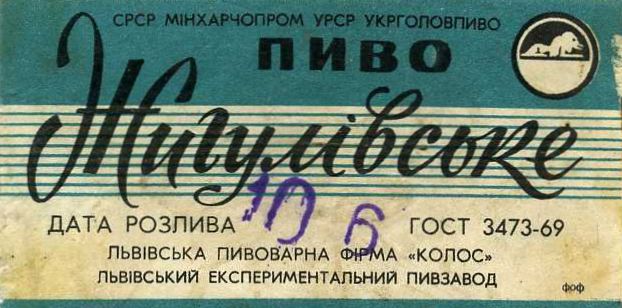 СРСР МІНХАРЧОПРОМ УРСР УКРГОЛОВПИВО
ПИВО
Жигулівське
ДАТА РОЗЛИВА 10 6 ГОСТ 3473-69
ЛЬВІВСЬКА ПИВОВАРНА ФІРМА «КОЛОС»
ЛЬВІВСЬКИЙ ЕКСПЕРИМЕНТАЛЬНИЙ ПИВЗАВОД
фоф